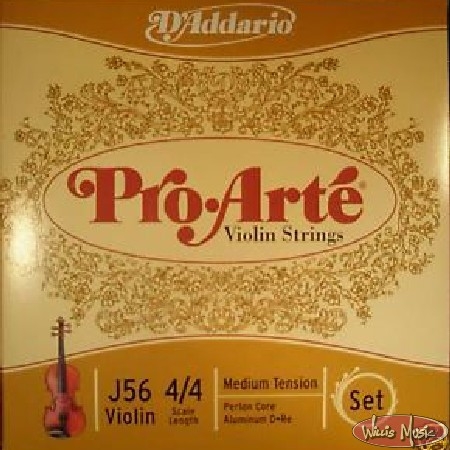 D'Addario
Pro·Arté®
Violin Strings
J56 4/4 Medium Tension
Violin Scale Length Perlon Core
Aluminum D+Re
Set
Willis Music